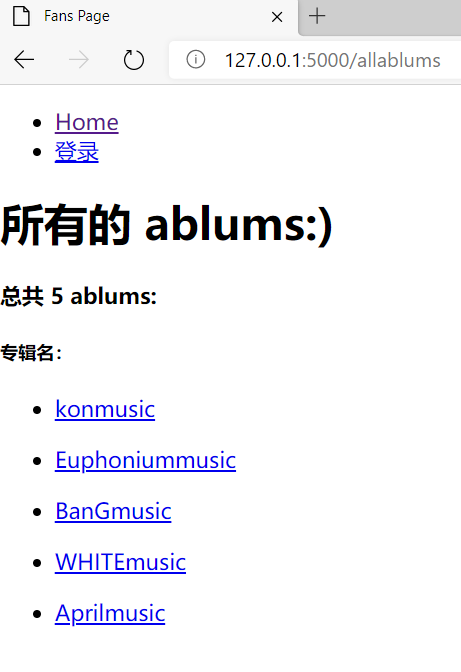 Fans Page
127.0.0.1:5000/allablums
Home
登录
所有的 ablums:)
总共 5 ablums:
专辑名：
konmusic
Euphoniummusic
BanGmusic
WHITEmusic
Aprilmusic